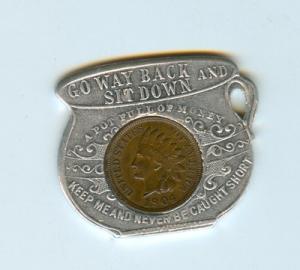 GO WAY BACK AND
SIT DOWN
A POT FULL OF MONEY
UNITED STATES OF AMERICA
KEEP ME AND NEVER BE CAUGHT SHORT